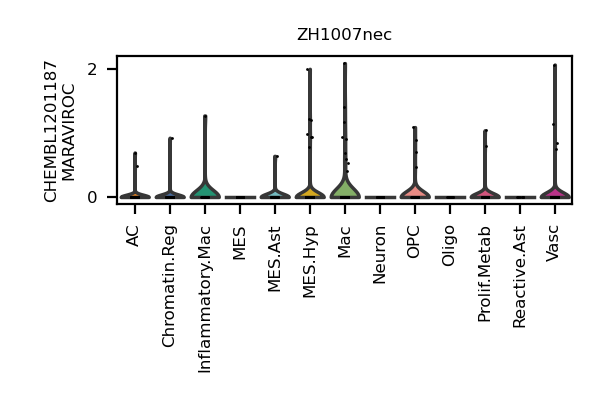 ZH1007nec
CHEMBL1201187
MARAVIROC
2
0
AC
Chromatin.Reg
Inflammatory.Mac
MES
MES.Ast
MES.Hyp
Mac
Neuron
OPC
Oligo
Prolif.Metab
Reactive.Ast
Vasc